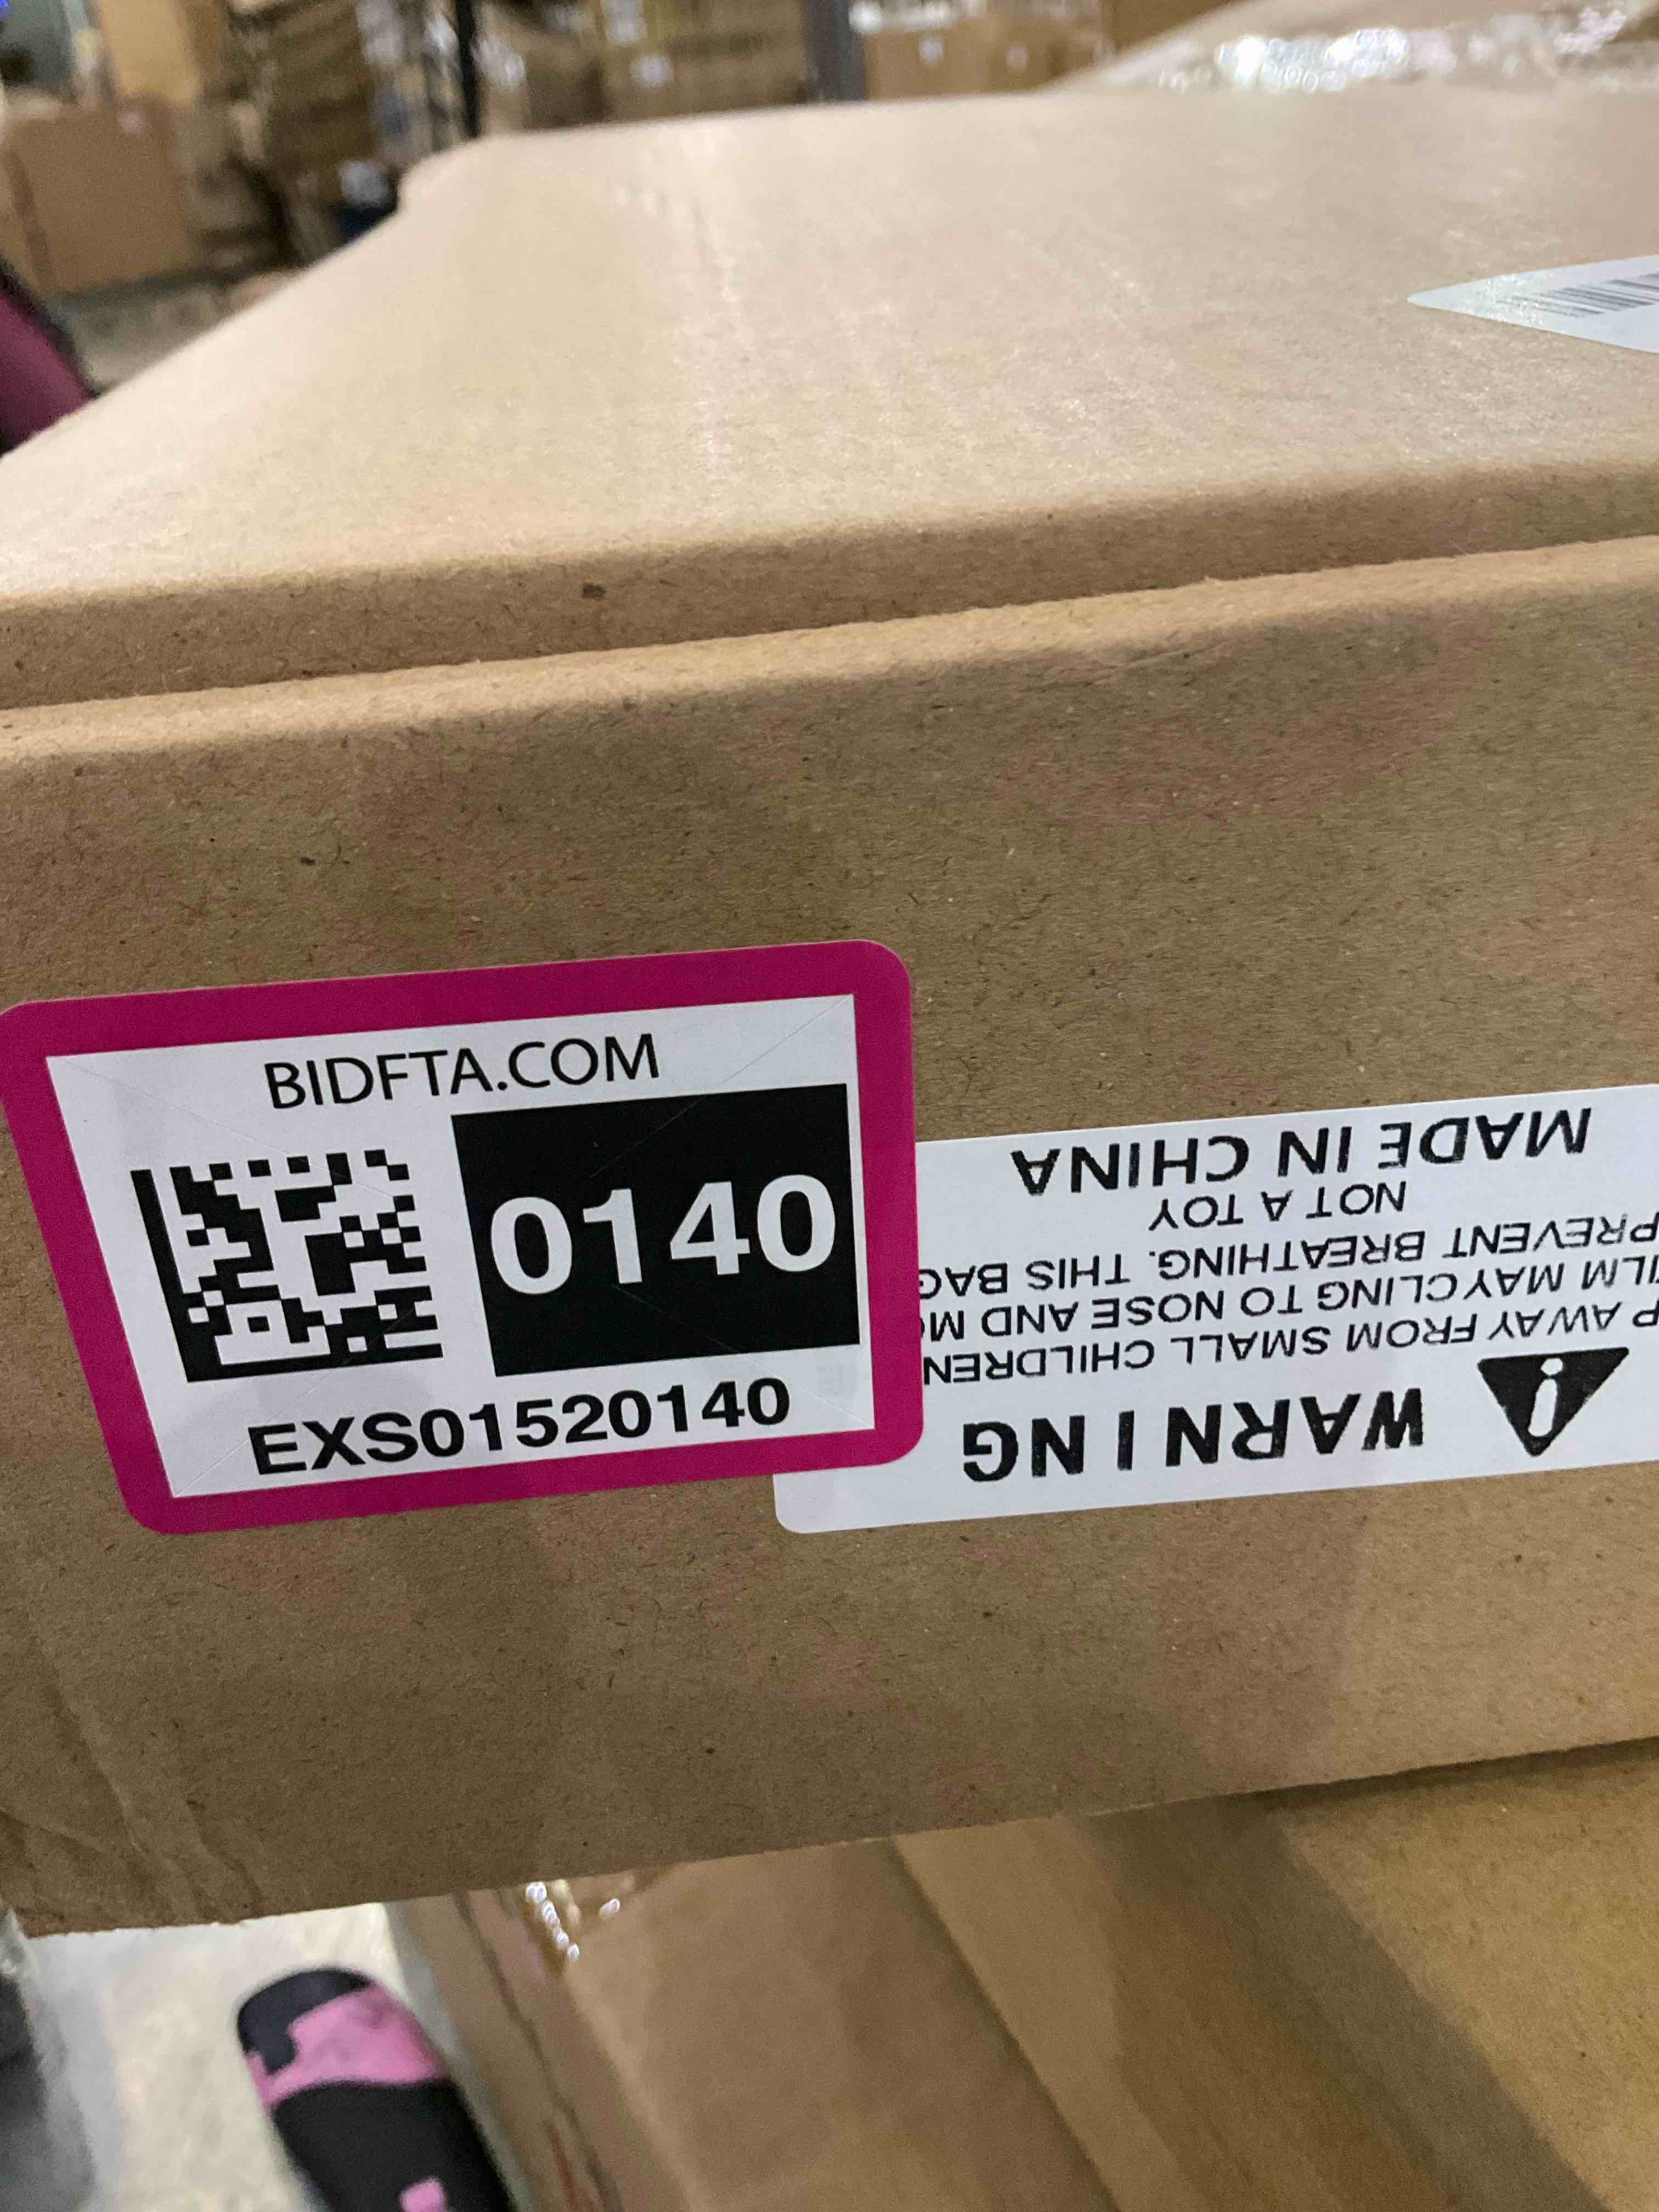 BIDFTA.COM
0140
EXS01520140
WARNING
AWAY FROM SMALL CHILDREN
MAY CLING TO NOSE AND
PREVENT BREATHING. THIS BAG
NOT A TOY
MADE IN CHINA